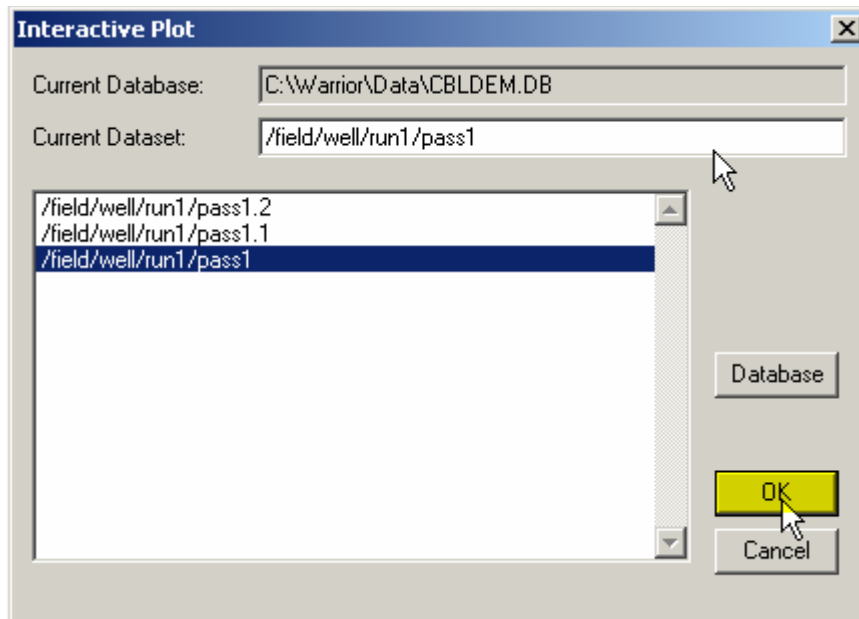 Interactive Plot
Current Database: C:\Warrior\Data\CBLDEM.DB
Current Dataset: /field/well/run1/pass1
/field/well/run1/pass1.2
/field/well/run1/pass1.1
/field/well/run1/pass1
Database
OK
Cancel